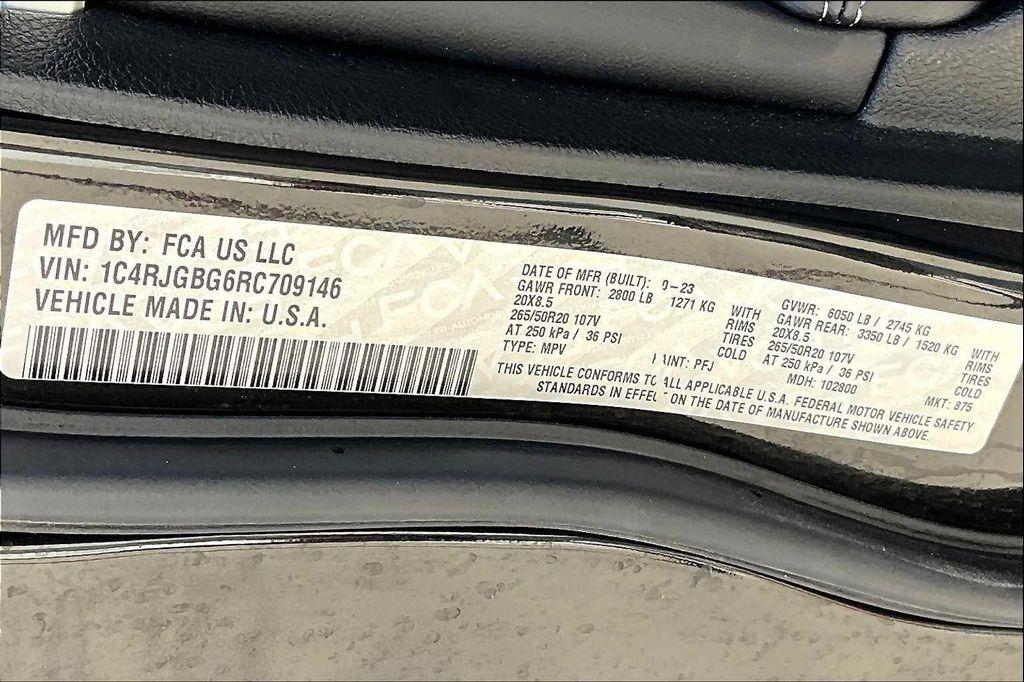 MFD BY: FCA US LLC
VIN: 1C4RJGBG6RC709146
VEHICLE MADE IN: U.S.A.
DATE OF MFR (BUILT): 9-23
GAWR FRONT: 2800 LB 1271 KG WITH
20X8.5 RIMS
265/50R20 107V TIRES
AT 250 kPa / 36 PSI COLD
TYPE: MPV PAINT: PFJ
GVWR: 6050 LB / 2745 KG
GAWR REAR: 3350 LB / 1520 KG WITH
20X8.5 RIMS
265/50R20 107V TIRES
AT 250 kPa / 36 PSI COLD
MDH: 102900 MKT: 875
THIS VEHICLE CONFORMS TO ALL APPLICABLE U.S.A. FEDERAL MOTOR VEHICLE SAFETY
STANDARDS IN EFFECT ON THE DATE OF MANUFACTURE SHOWN ABOVE.